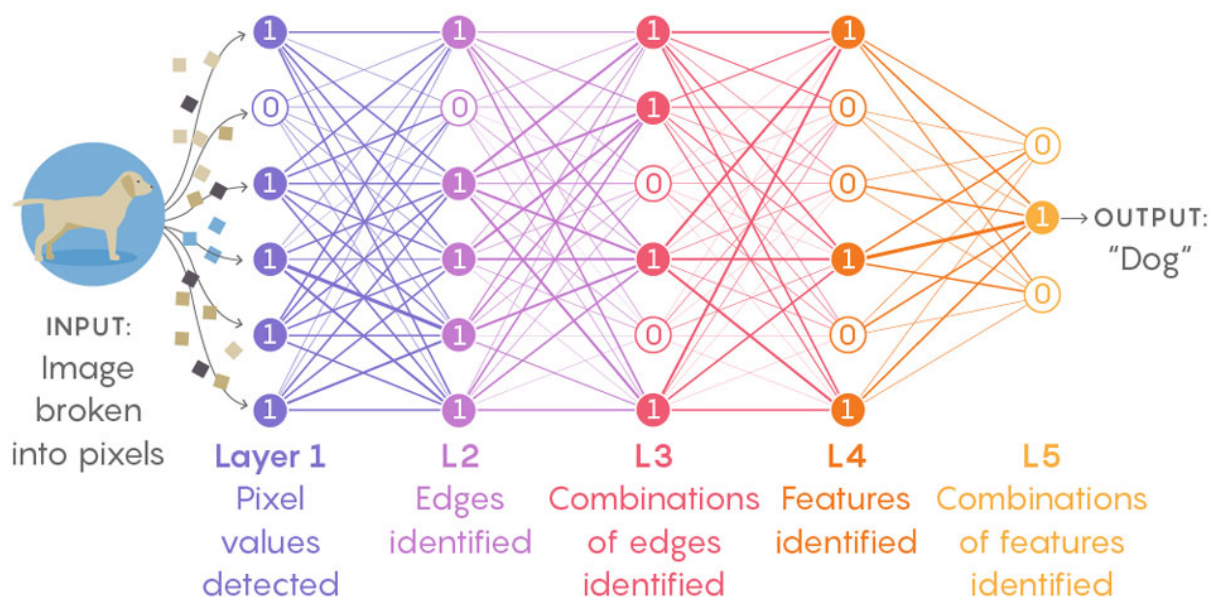 1 1 1 1
0 0 1 0
0
1 1 0 0
1
1 1 1 1
0
1 1 0 0
1 1 1 1
OUTPUT:
“Dog“
INPUT:
Image
broken
into pixels
Layer 1
Pixel
values
detected
L2
Edges
identified
L3
Combinations
of edges
identified
L4
Features
identified
L5
Combinations
of features
identified